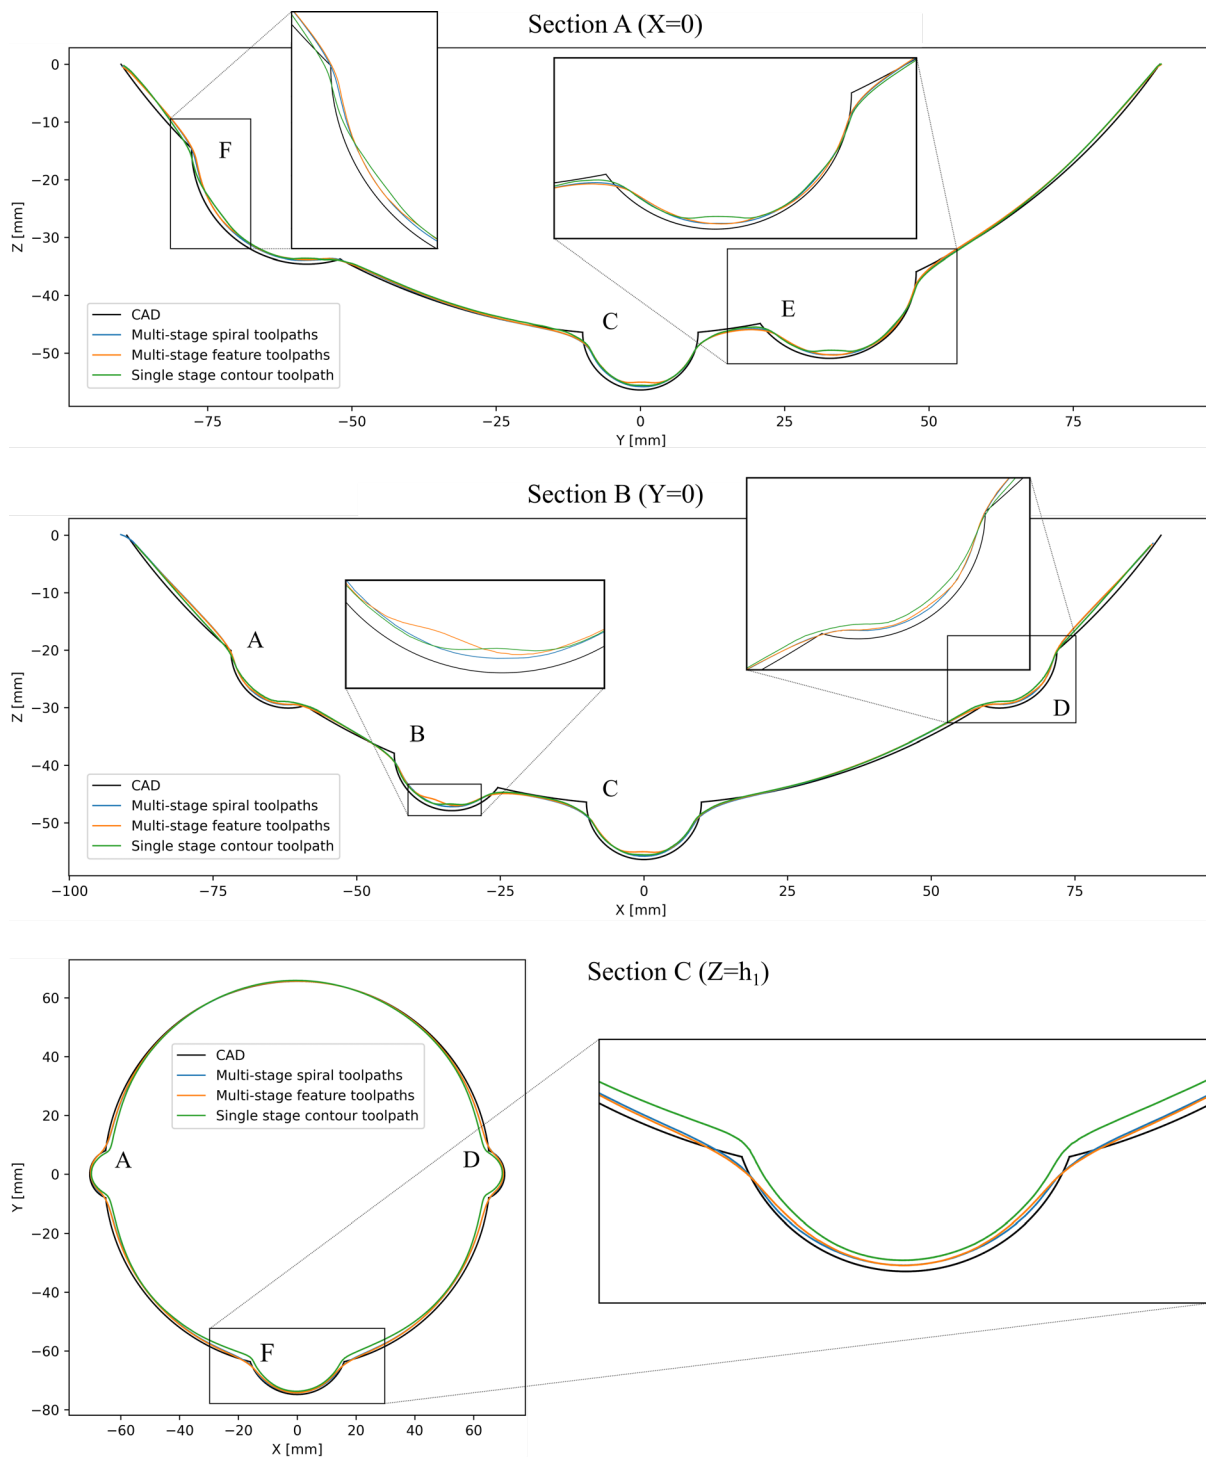 Section A (X=0)
0
−10
−20
−30
−40
−50
Z [mm]
F
C
E
CAD
Multi-stage spiral toolpaths
Multi-stage feature toolpaths
Single stage contour toolpath
−75
−50
−25
0
25
50
75
Y [mm]
Section B (Y=0)
0
−10
−20
−30
−40
−50
Z [mm]
A
B
C
D
CAD
Multi-stage spiral toolpaths
Multi-stage feature toolpaths
Single stage contour toolpath
−100
−75
−50
−25
0
25
50
75
X [mm]
Section C (Z=h₁)
60
40
20
0
−20
−40
−60
−80
Y [mm]
CAD
Multi-stage spiral toolpaths
Multi-stage feature toolpaths
Single stage contour toolpath
A
D
F
−60
−40
−20
0
20
40
60
X [mm]